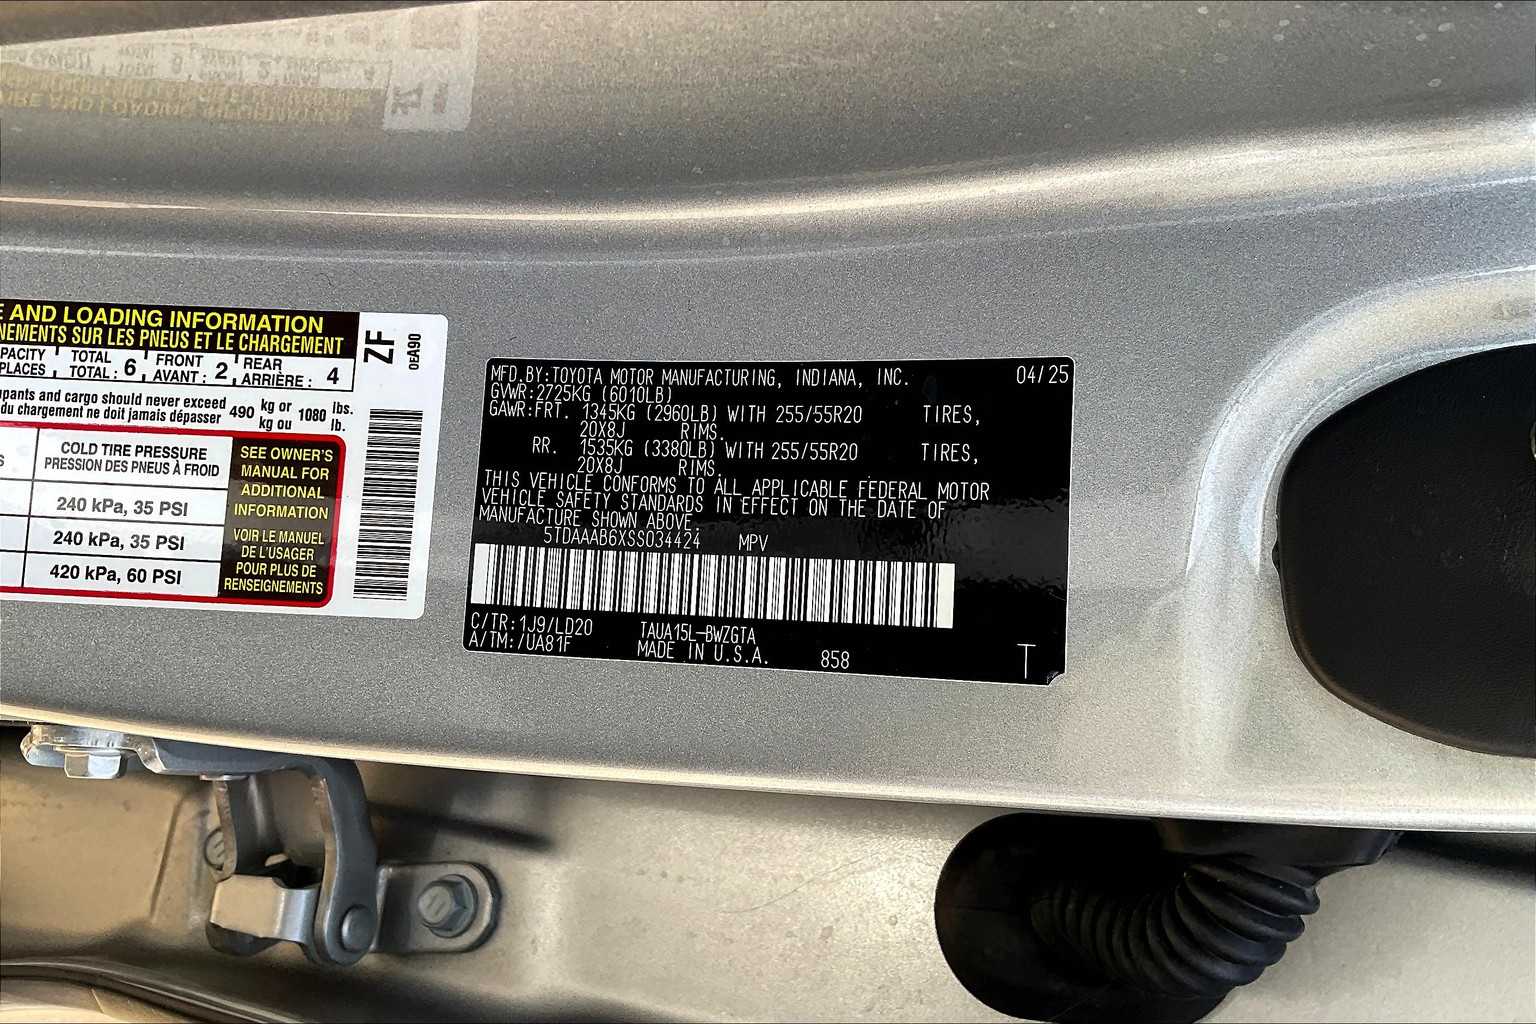 AND LOADING INFORMATION
SUR LES PNEUS ET LE CHARGEMENT
TOTAL
TOTAL : 6
FRONT
AVANT : 2
REAR
ARRIÈRE : 4
and cargo should never exceed 490 kg or 1080 lbs.
du chargement ne doit jamais dépasser kg ou lb.
COLD TIRE PRESSURE
PRESSION DES PNEUS À FROID
240 kPa, 35 PSI
240 kPa, 35 PSI
420 kPa, 60 PSI
SEE OWNER'S
MANUAL FOR
ADDITIONAL
INFORMATION
VOIR LE MANUEL
DE L'USAGER
POUR PLUS DE
RENSEIGNEMENTS
ZF
0EA90
MFD.BY:TOYOTA MOTOR MANUFACTURING, INDIANA, INC. 04/25
GVWR:2725KG (6010LB)
GAWR:FRT. 1345KG (2960LB) WITH 255/55R20 TIRES,
20X8J RIMS.
RR. 1535KG (3380LB) WITH 255/55R20 TIRES,
20X8J RIMS
THIS VEHICLE CONFORMS TO ALL APPLICABLE FEDERAL MOTOR
VEHICLE SAFETY STANDARDS IN EFFECT ON THE DATE OF
MANUFACTURE SHOWN ABOVE.
5TDAAAB6XSS034424 MPV
C/TR:1J9/LD20 TAUA15L-BWZGTA
A/TM:/UA81F MADE IN U.S.A. 858 T